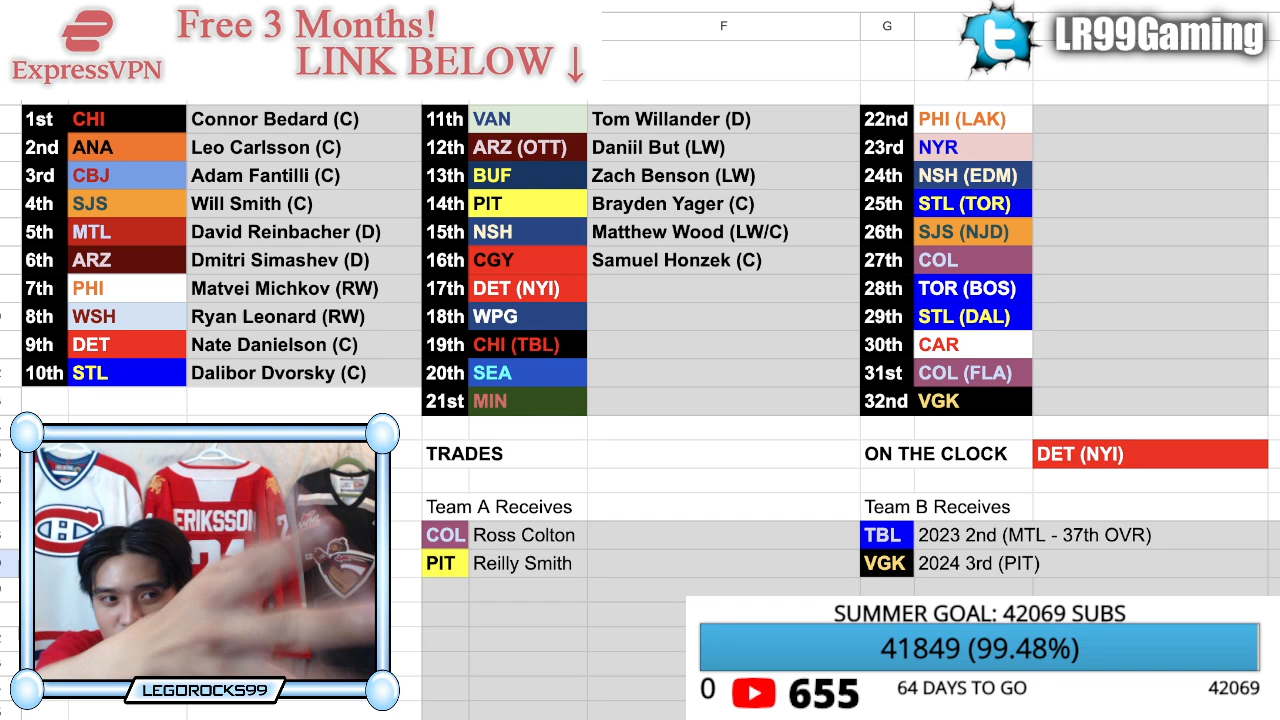 ExpressVPN
Free 3 Months!
LINK BELOW ↓
F
G
LR99Gaming
1st CHI Connor Bedard (C)
2nd ANA Leo Carlsson (C)
3rd CBJ Adam Fantilli (C)
4th SJS Will Smith (C)
5th MTL David Reinbacher (D)
6th ARZ Dmitri Simashev (D)
7th PHI Matvei Michkov (RW)
8th WSH Ryan Leonard (RW)
9th DET Nate Danielson (C)
10th STL Dalibor Dvorsky (C)
11th VAN Tom Willander (D)
12th ARZ (OTT) Daniil But (LW)
13th BUF Zach Benson (LW)
14th PIT Brayden Yager (C)
15th NSH Matthew Wood (LW/C)
16th CGY Samuel Honzek (C)
17th DET (NYI)
18th WPG
19th CHI (TBL)
20th SEA
21st MIN
22nd PHI (LAK)
23rd NYR
24th NSH (EDM)
25th STL (TOR)
26th SJS (NJD)
27th COL
28th TOR (BOS)
29th STL (DAL)
30th CAR
31st COL (FLA)
32nd VGK
TRADES
ON THE CLOCK DET (NYI)
Team A Receives
Team B Receives
COL Ross Colton
TBL 2023 2nd (MTL - 37th OVR)
PIT Reilly Smith
VGK 2024 3rd (PIT)
ERIKSSON
LEGOROCKS99
SUMMER GOAL: 42069 SUBS
41849 (99.48%)
0
655
64 DAYS TO GO
42069